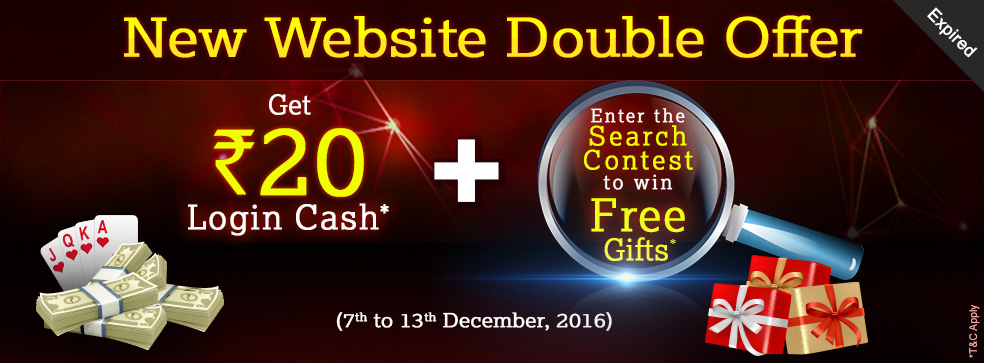 New Website Double Offer
Expired
Get
₹20
Login Cash*
+
Enter the
Search
Contest
to win
Free
Gifts*
J Q K A
(7th to 13th December, 2016)
*T&C Apply